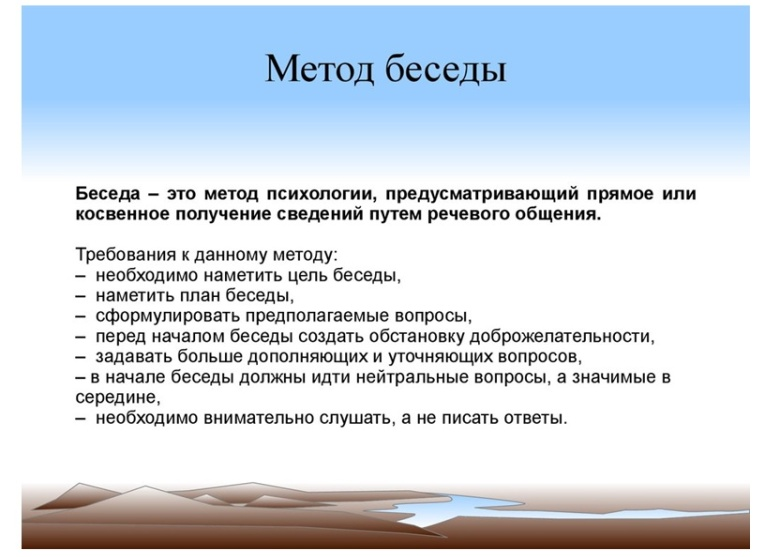 Метод беседы
Беседа – это метод психологии, предусматривающий прямое или
косвенное получение сведений путем речевого общения.
Требования к данному методу:
– необходимо наметить цель беседы,
– наметить план беседы,
– сформулировать предполагаемые вопросы,
– перед началом беседы создать обстановку доброжелательности,
– задавать больше дополняющих и уточняющих вопросов,
– в начале беседы должны идти нейтральные вопросы, а значимые в
середине,
– необходимо внимательно слушать, а не писать ответы.